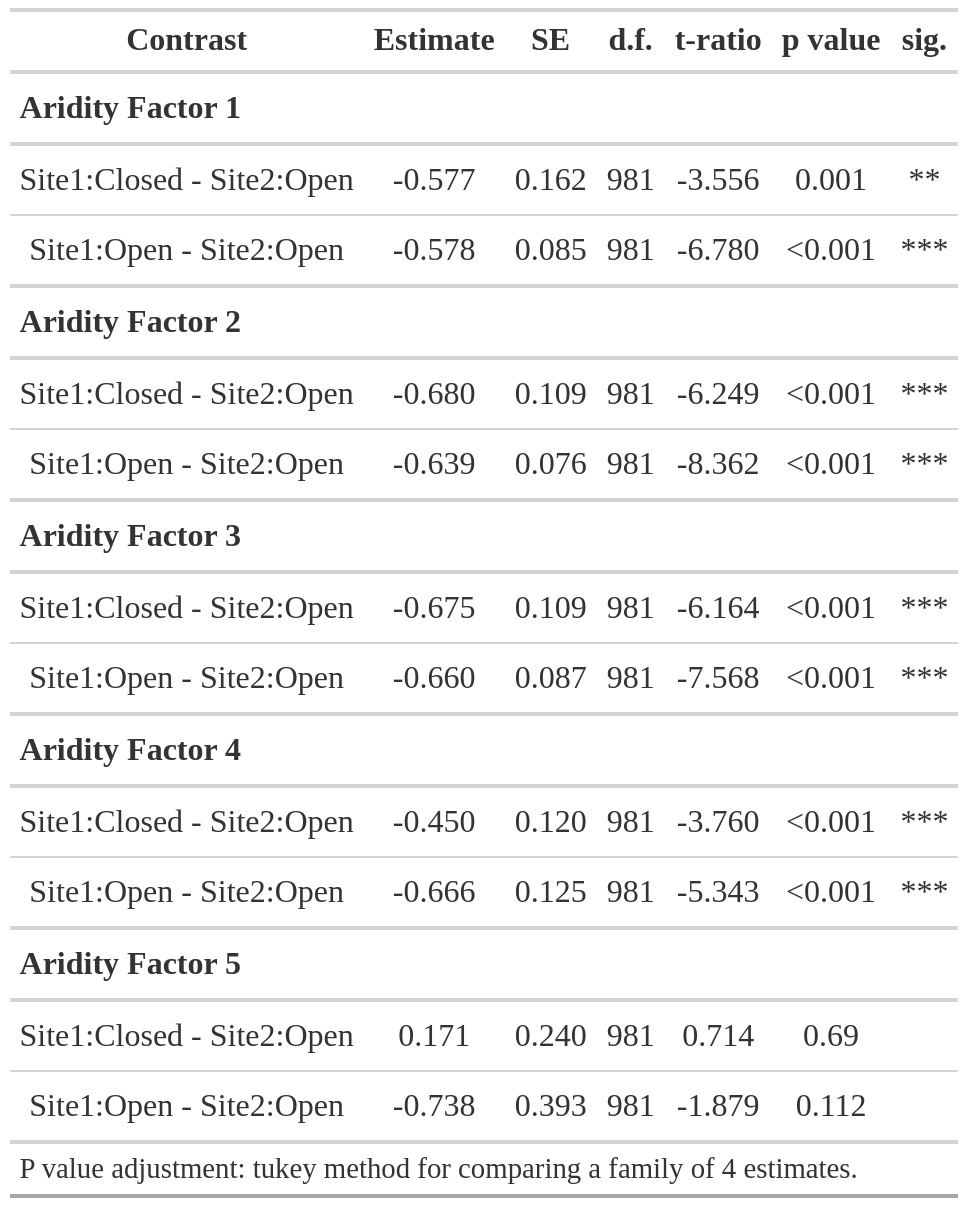 Contrast Estimate SE d.f. t-ratio p value sig.
Aridity Factor 1
Site1:Closed - Site2:Open -0.577 0.162 981 -3.556 0.001 **
Site1:Open - Site2:Open -0.578 0.085 981 -6.780 <0.001 ***
Aridity Factor 2
Site1:Closed - Site2:Open -0.680 0.109 981 -6.249 <0.001 ***
Site1:Open - Site2:Open -0.639 0.076 981 -8.362 <0.001 ***
Aridity Factor 3
Site1:Closed - Site2:Open -0.675 0.109 981 -6.164 <0.001 ***
Site1:Open - Site2:Open -0.660 0.087 981 -7.568 <0.001 ***
Aridity Factor 4
Site1:Closed - Site2:Open -0.450 0.120 981 -3.760 <0.001 ***
Site1:Open - Site2:Open -0.666 0.125 981 -5.343 <0.001 ***
Aridity Factor 5
Site1:Closed - Site2:Open 0.171 0.240 981 0.714 0.69
Site1:Open - Site2:Open -0.738 0.393 981 -1.879 0.112
P value adjustment: tukey method for comparing a family of 4 estimates.